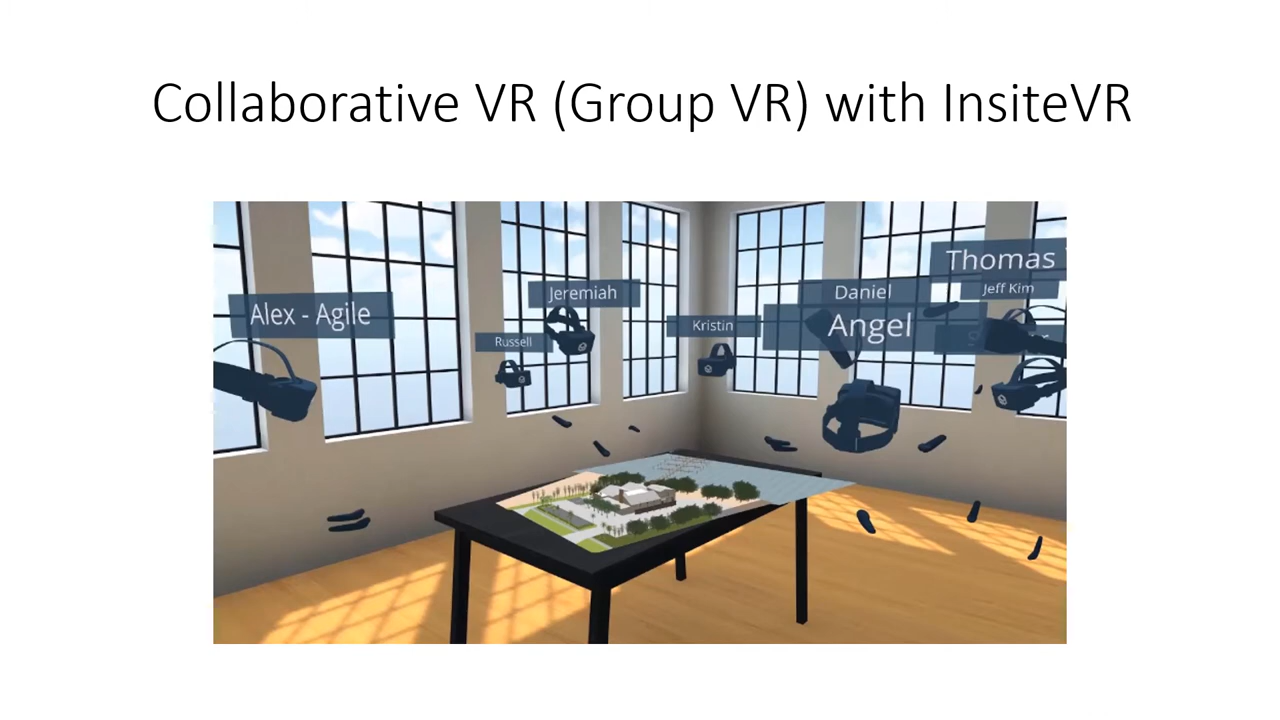 Collaborative VR (Group VR) with InsiteVR
Thomas
Jeff Kim
Daniel
Jeremiah
Alex - Agile
Angel
Kristin
Russell